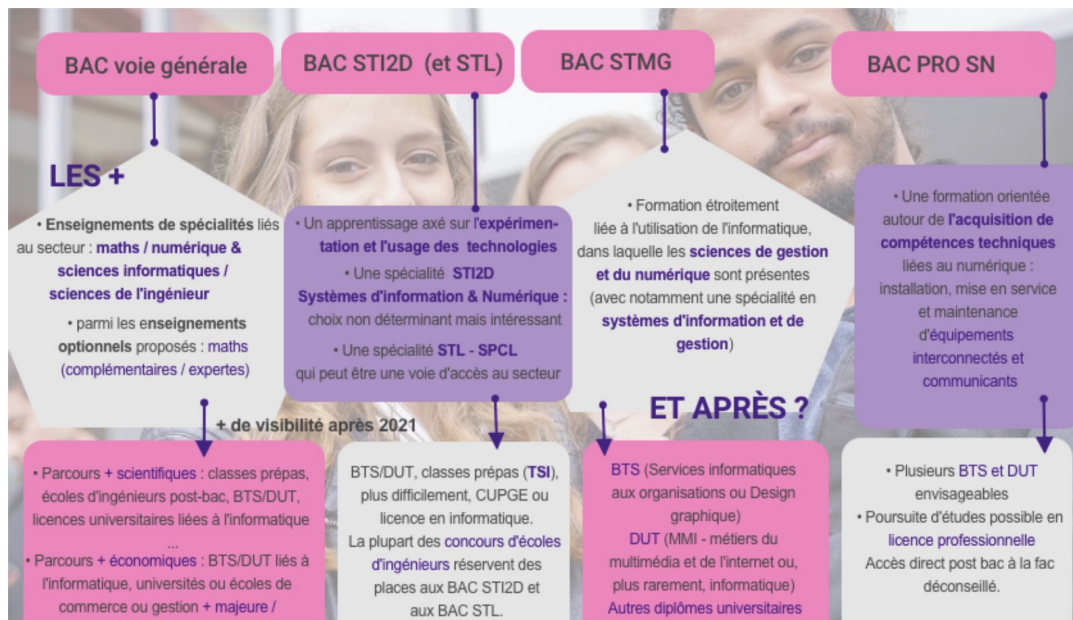 BAC voie générale
BAC STI2D (et STL)
BAC STMG
BAC PRO SN
LES +
• Enseignements de spécialités liés
au secteur : maths / numérique &
sciences informatiques /
sciences de l'ingénieur
• parmi les enseignements
optionnels proposés : maths
(complémentaires / expertes)
• Un apprentissage axé sur l'expérimen-
tation et l'usage des technologies
• Une spécialité STI2D
Systèmes d'information & Numérique :
choix non déterminant mais intéressant
• Une spécialité STL - SPCL
qui peut être une voie d'accès au secteur
• Formation étroitement
liée à l'utilisation de l'informatique,
dans laquelle les sciences de gestion
et du numérique sont présentes
(avec notamment une spécialité en
systèmes d'information et de
gestion)
• Une formation orientée
autour de l'acquisition de
compétences techniques
liées au numérique :
installation, mise en service
et maintenance
d'équipements
interconnectés et
communicants
ET APRÈS ?
+ de visibilité après 2021
• Parcours + scientifiques : classes prépas,
écoles d'ingénieurs post-bac, BTS/DUT,
licences universitaires liées à l'informatique
...
• Parcours + économiques : BTS/DUT liés à
l'informatique, universités ou écoles de
commerce ou gestion + majeure /
BTS/DUT, classes prépas (TSI),
plus difficilement, CUPGE ou
licence en informatique.
La plupart des concours d'écoles
d'ingénieurs réservent des
places aux BAC STI2D et
aux BAC STL.
BTS (Services informatiques
aux organisations ou Design
graphique)
DUT (MMI - métiers du
multimédia et de l'internet ou,
plus rarement, informatique)
Autres diplômes universitaires
• Plusieurs BTS et DUT
envisageables
• Poursuite d'études possible en
licence professionnelle
Accès direct post bac à la fac
déconseillé.